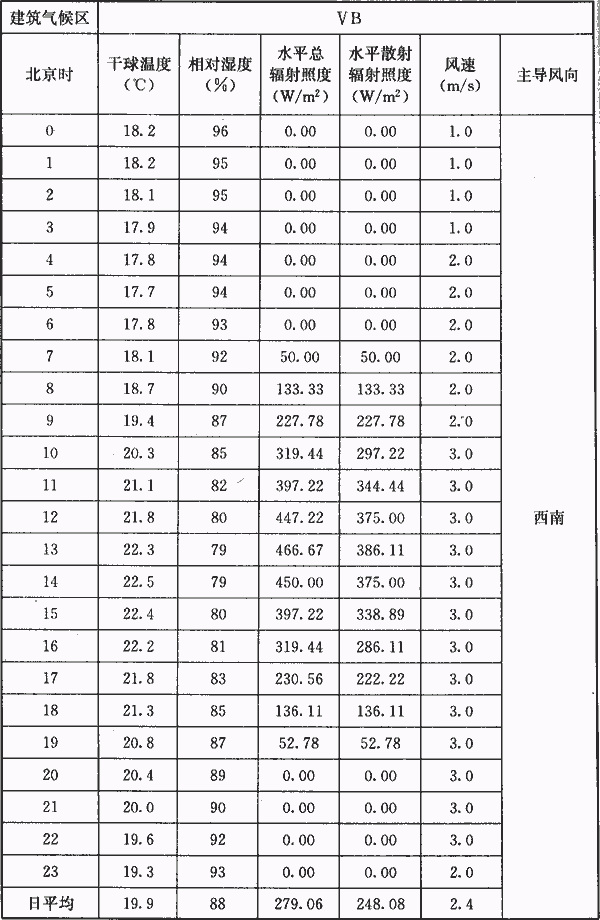 建筑气候区 ⅤB
北京时 干球温度(℃) 相对湿度(%) 水平总辐射照度(W/m²) 水平散射辐射照度(W/m²) 风速(m/s) 主导风向
0 18.2 96 0.00 0.00 1.0
1 18.2 95 0.00 0.00 1.0
2 18.1 95 0.00 0.00 1.0
3 17.9 94 0.00 0.00 1.0
4 17.8 94 0.00 0.00 2.0
5 17.7 94 0.00 0.00 2.0
6 17.8 93 0.00 0.00 2.0
7 18.1 92 50.00 50.00 2.0
8 18.7 90 133.33 133.33 2.0
9 19.4 87 227.78 227.78 2.0
10 20.3 85 319.44 297.22 3.0
11 21.1 82 397.22 344.44 3.0
12 21.8 80 447.22 375.00 3.0 西南
13 22.3 79 466.67 386.11 3.0
14 22.5 79 450.00 375.00 3.0
15 22.4 80 397.22 338.89 3.0
16 22.2 81 319.44 286.11 3.0
17 21.8 83 230.56 222.22 3.0
18 21.3 85 136.11 136.11 3.0
19 20.8 87 52.78 52.78 3.0
20 20.4 89 0.00 0.00 3.0
21 20.0 90 0.00 0.00 3.0
22 19.6 92 0.00 0.00 3.0
23 19.3 93 0.00 0.00 2.0
日平均 19.9 88 279.06 248.08 2.4